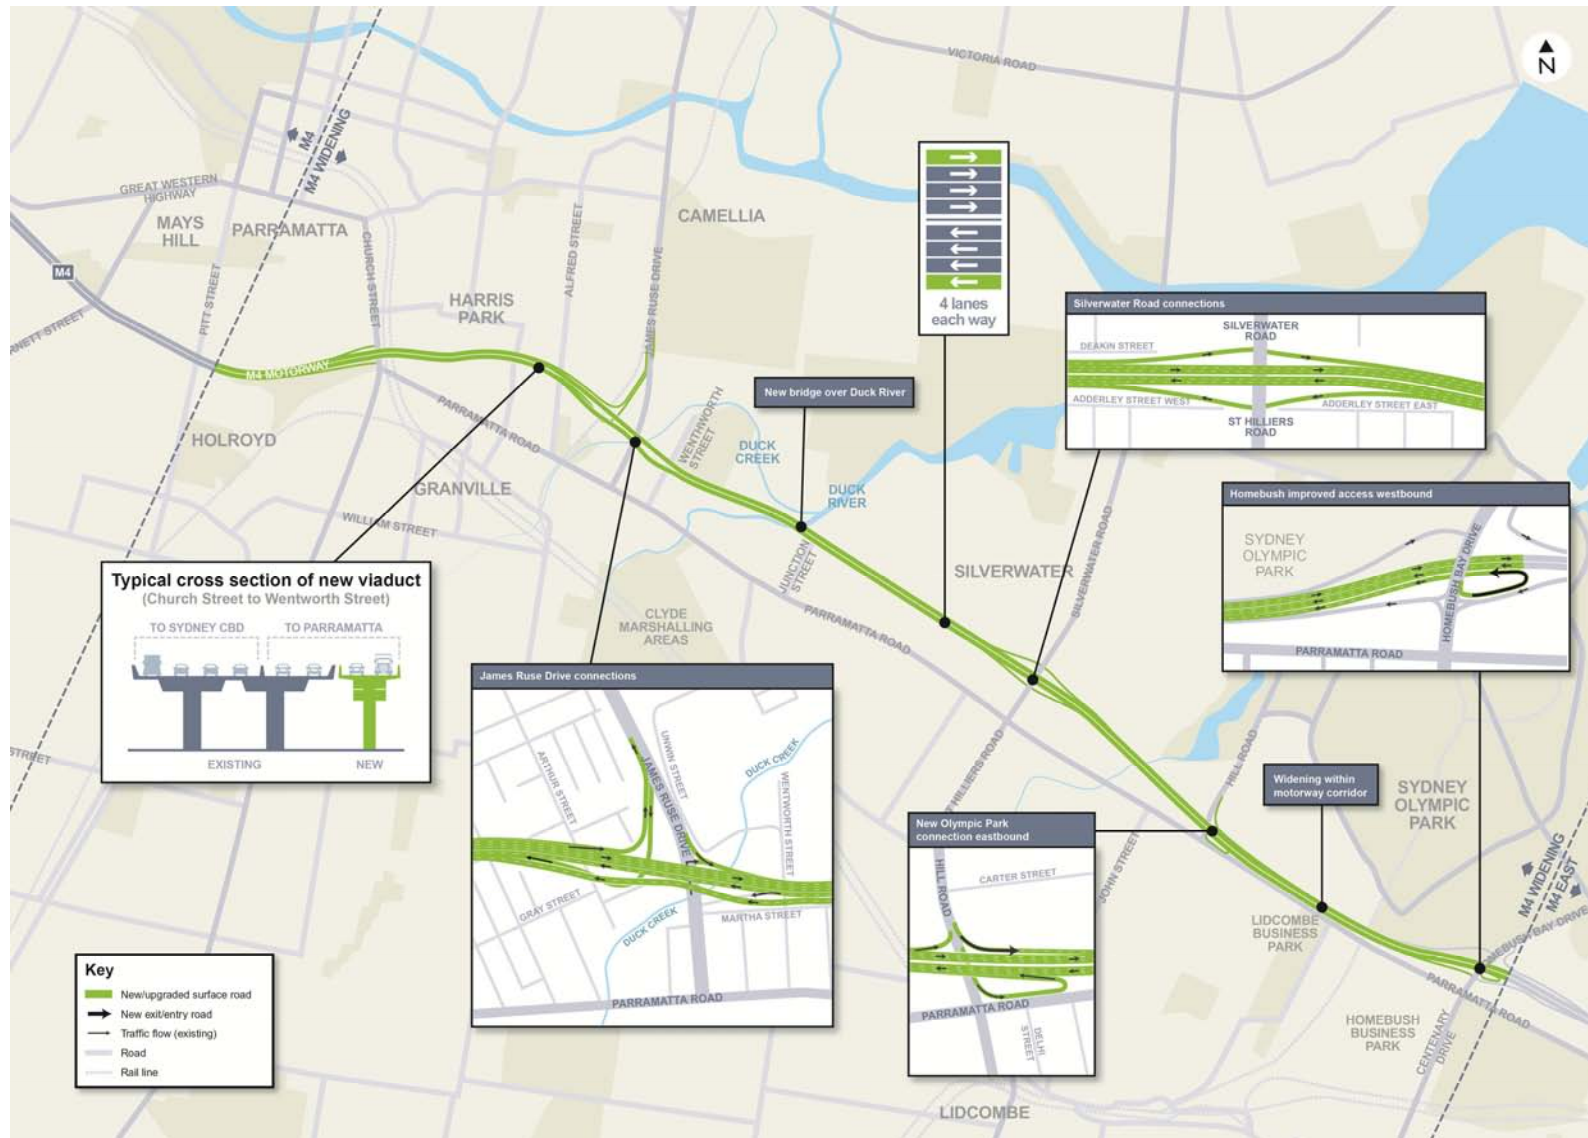 N
VICTORIA ROAD
M4
M4 WIDENING
GREAT WESTERN
HIGHWAY
MAYS
HILL
PARRAMATTA
CHURCH STREET
PITT STREET
ALFRED STREET
JAMES RUSE DRIVE
CAMELLIA
M4
HARRIS
PARK
M4 MOTORWAY
HOLROYD
PARRAMATTA ROAD
GRANVILLE
WILLIAM STREET
WENTHWORTH
STREET
DUCK
CREEK
DUCK
RIVER
New bridge over Duck River
4 lanes
each way
Silverwater Road connections
SILVERWATER
ROAD
DEAKIN STREET
ADDERLEY STREET WEST
ADDERLEY STREET EAST
ST HILLIERS
ROAD
Homebush improved access westbound
SYDNEY
OLYMPIC
PARK
HOMEBUSH BAY DRIVE
PARRAMATTA ROAD
JUNCTION
STREET
SILVERWATER
SILVERWATER ROAD
PARRAMATTA ROAD
CLYDE
MARSHALLING
AREAS
Typical cross section of new viaduct
(Church Street to Wentworth Street)
TO SYDNEY CBD
TO PARRAMATTA
EXISTING
NEW
James Ruse Drive connections
ARTHUR STREET
JAMES RUSE DRIVE
UNWIN STREET
DUCK CREEK
WENTWORTH STREET
GRAY STREET
DUCK CREEK
MARTHA STREET
PARRAMATTA ROAD
HILLIERS ROAD
HILL ROAD
Widening within
motorway corridor
SYDNEY
OLYMPIC
PARK
New Olympic Park
connection eastbound
HILL ROAD
CARTER STREET
PARRAMATTA ROAD
DELHI
STREET
JOHN STREET
M4 WIDENING
M4 EAST
LIDCOMBE
BUSINESS
PARK
PARRAMATTA ROAD
HOMEBUSH
BUSINESS
PARK
CENTENARY
DRIVE
LIDCOMBE
Key
New/upgraded surface road
New exit/entry road
Traffic flow (existing)
Road
Rail line